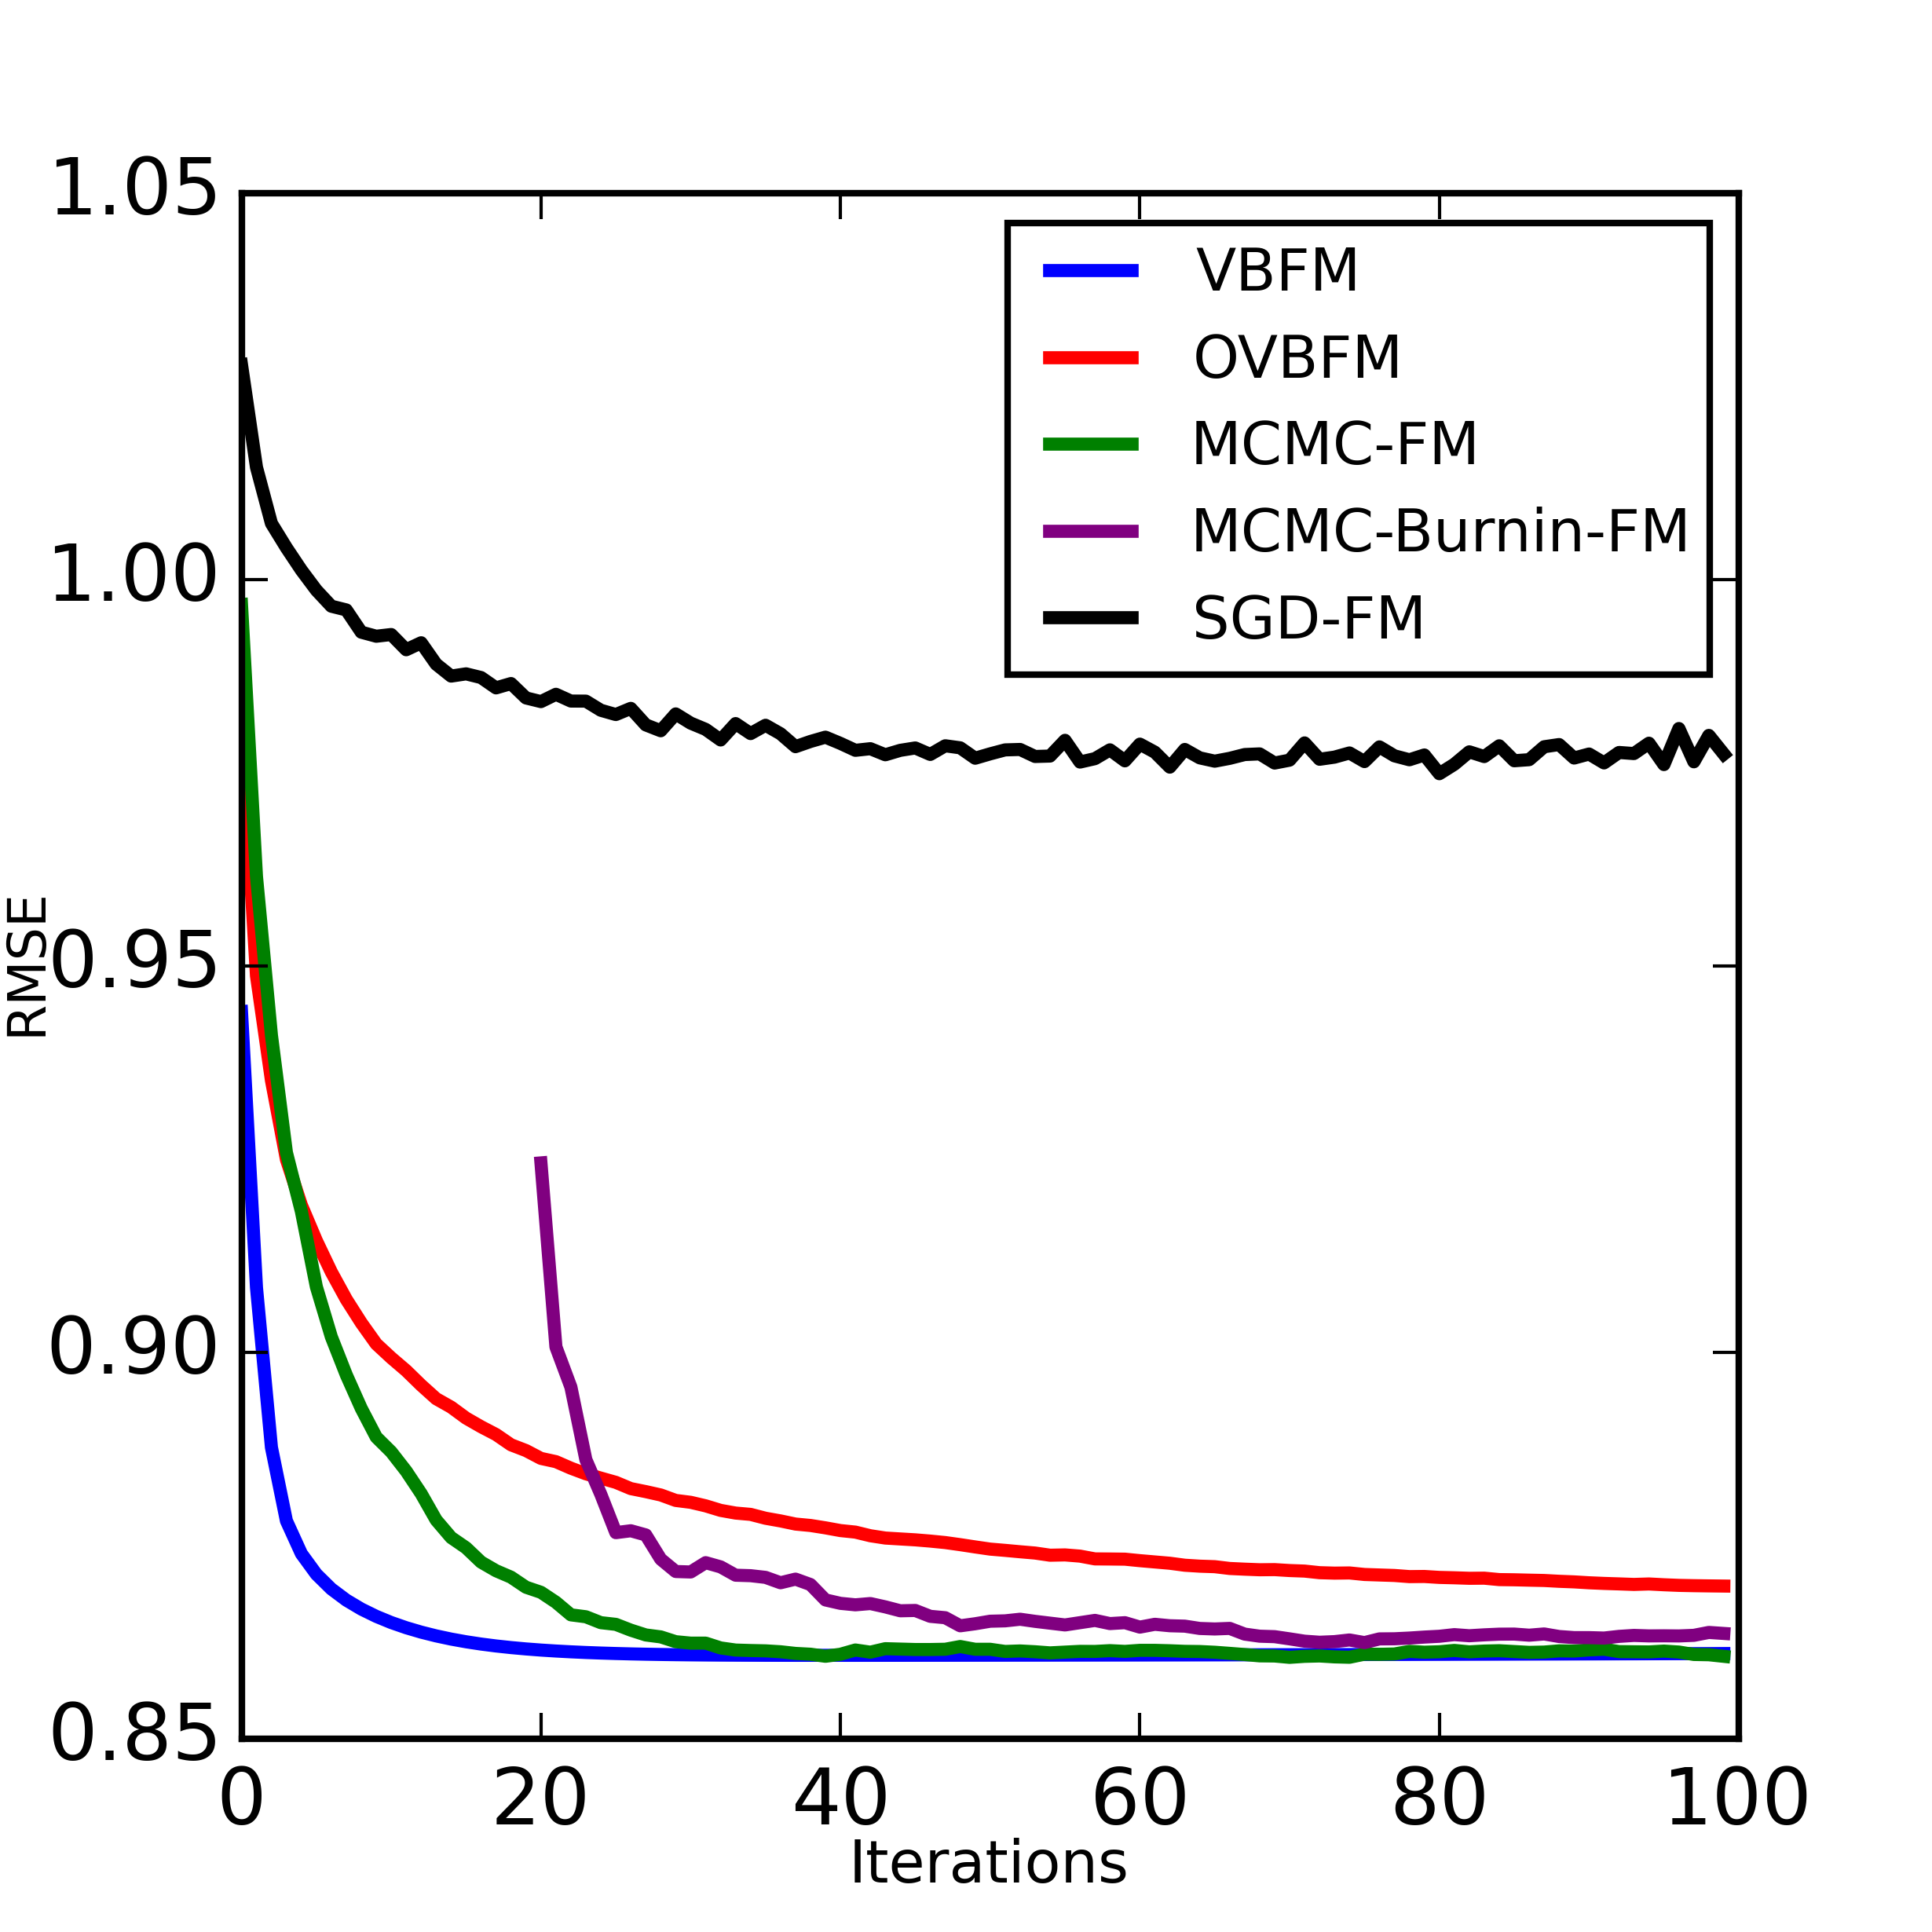 1.05
1.00
0.95
0.90
0.85
RMSE
VBFM
OVBFM
MCMC-FM
MCMC-Burnin-FM
SGD-FM
0 20 40 60 80 100
Iterations